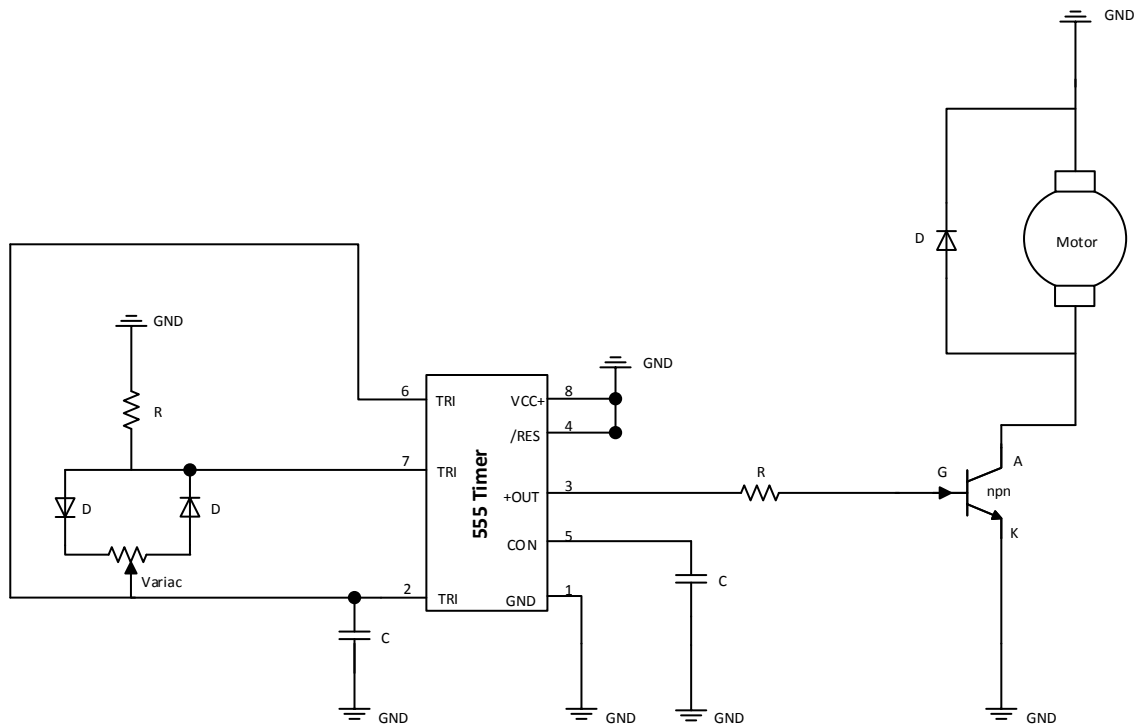 GND
D
Motor
GND
R
D
D
Variac
C
GND
6
TRI
7
TRI
2
TRI
555 Timer
VCC+
8
/RES
4
+OUT
3
CON
5
GND
1
GND
R
G
A
npn
K
C
GND
GND
GND